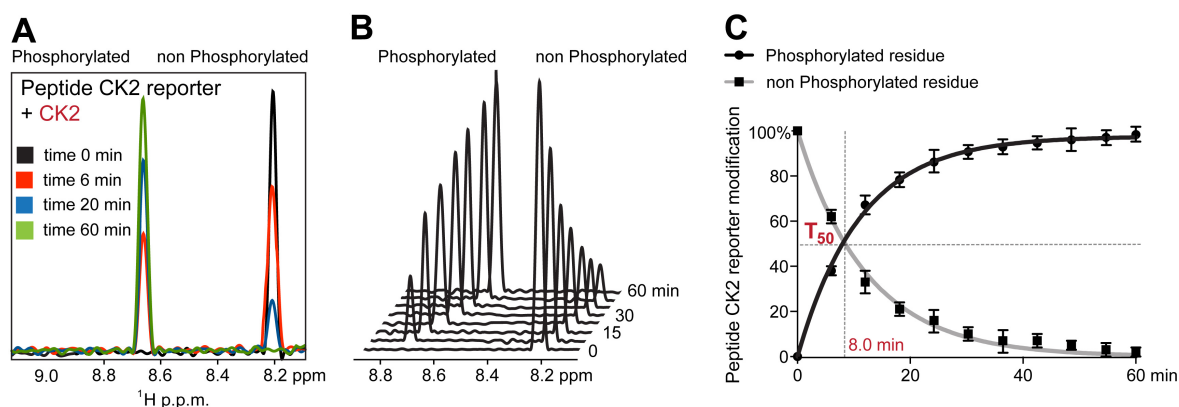 A
Phosphorylated non Phosphorylated
Peptide CK2 reporter
+ CK2
time 0 min
time 6 min
time 20 min
time 60 min
9.0 8.8 8.6 8.4 8.2 ppm
¹H p.p.m.
B
Phosphorylated non Phosphorylated
60 min
30
15
0
8.8 8.6 8.4 8.2 ppm
C
Phosphorylated residue
non Phosphorylated residue
Peptide CK2 reporter modification
100%
80
60
40
20
0
T₅₀
8.0 min
0 20 40 60 min